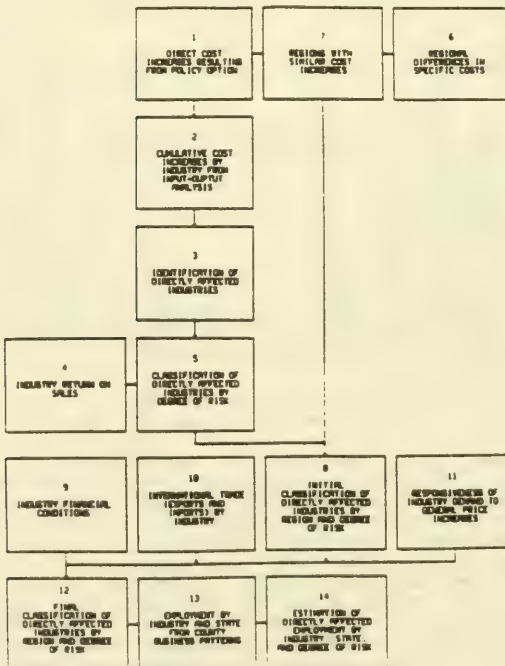 1
DIRECT COST
INCREASES RESULTING
FROM POLICY OPTION
7
REGIONS WITH
SIMILAR COST
INCREASES
6
REGIONAL
DIFFERENCES IN
SPECIFIC COSTS
2
CUMULATIVE COST
INCREASES BY
INDUSTRY FROM
INPUT-OUPTUT
ANALYSIS
3
IDENTIFICATION OF
DIRECTLY AFFECTED
INDUSTRIES
4
INDUSTRY RETURN ON
SALES
5
CLASSIFICATION OF
DIRECTLY AFFECTED
INDUSTRIES BY
DEGREE OF RISK
9
INDUSTRY FINANCIAL
CONDITIONS
10
INTERNATIONAL TRADE
(EXPORTS AND
IMPORTS) BY
INDUSTRY
8
INITIAL
CLASSIFICATION OF
DIRECTLY AFFECTED
INDUSTRIES BY
REGION AND DEGREE
OF RISK
11
RESPONSIVENESS OF
INDUSTRY DEMAND TO
GENERAL PRICE
INCREASES
12
FINAL
CLASSIFICATION OF
DIRECTLY AFFECTED
INDUSTRIES BY
REGION AND DEGREE
OF RISK
13
EMPLOYMENT BY
INDUSTRY AND STATE
FROM COUNTY
BUSINESS PATTERNS
14
ESTIMATION OF
DIRECTLY AFFECTED
EMPLOYMENT BY
INDUSTRY STATE,
AND DEGREE OF RISK